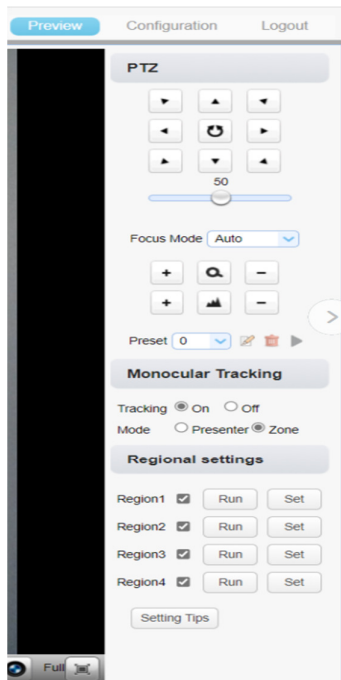 Preview Configuration Logout
PTZ
50
Focus Mode Auto
+ −
+ −
Preset 0
Monocular Tracking
Tracking On Off
Mode Presenter Zone
Regional settings
Region1 Run Set
Region2 Run Set
Region3 Run Set
Region4 Run Set
Setting Tips
Full